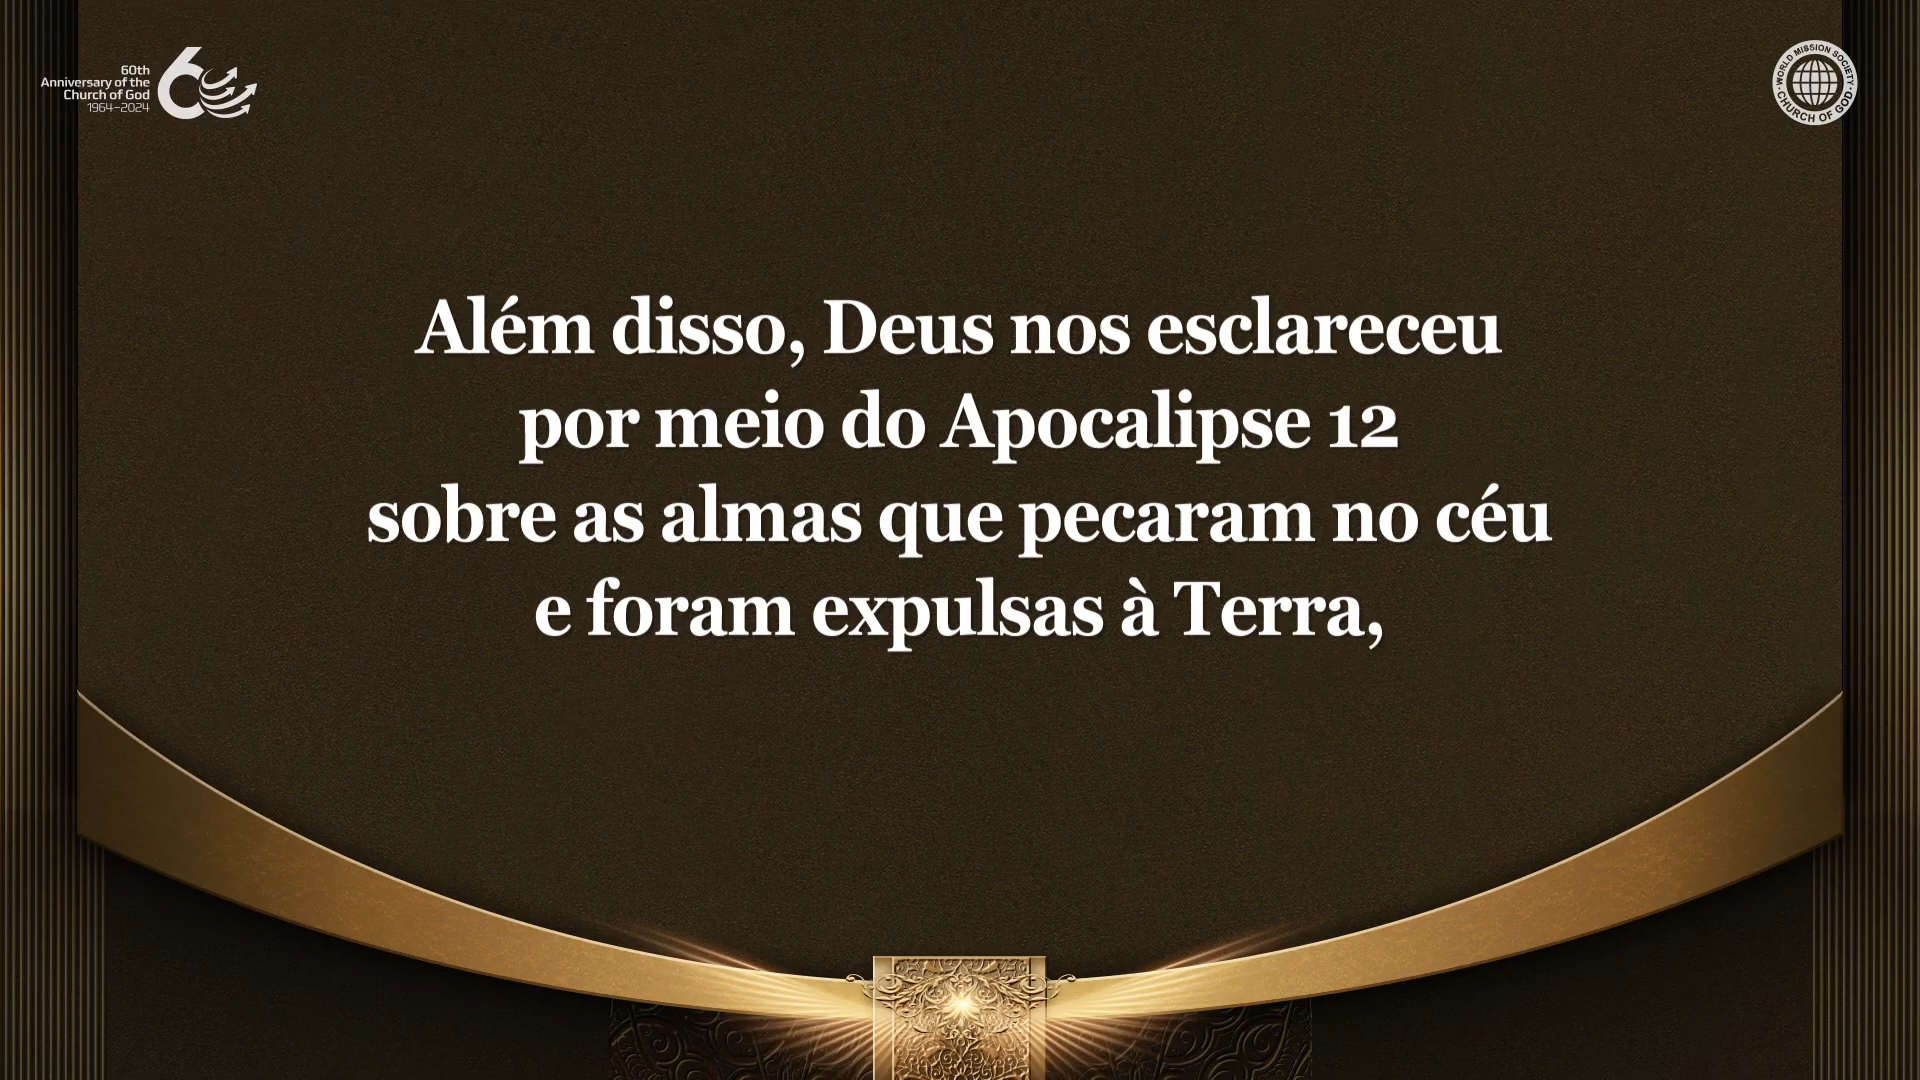 60th
Anniversary of the
Church of God
1964–2024
60
WORLD MISSION SOCIETY
CHURCH OF GOD
Além disso, Deus nos esclareceu
por meio do Apocalipse 12
sobre as almas que pecaram no céu
e foram expulsas à Terra,